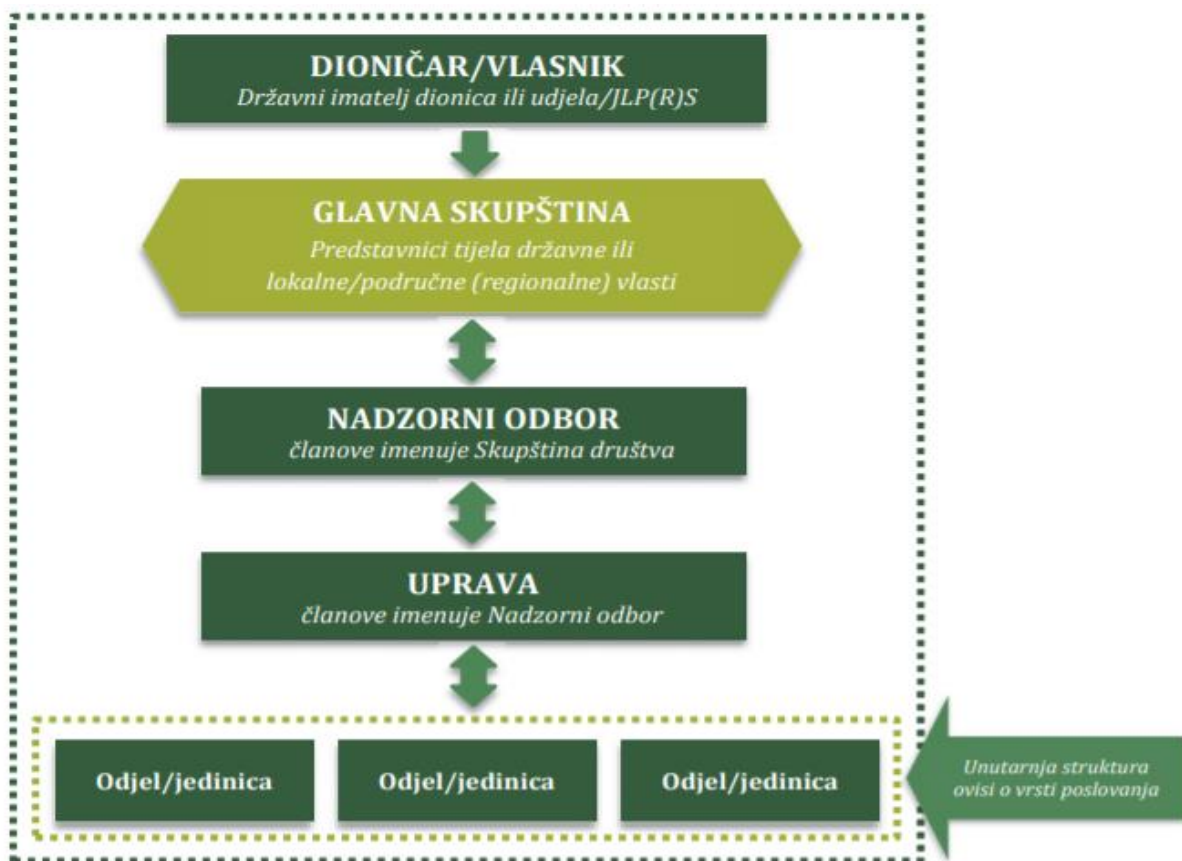 DIONIČAR/VLASNIK
Državni imatelj dionica ili udjela/JLP(R)S
GLAVNA SKUPŠTINA
Predstavnici tijela državne ili
lokalne/područne (regionalne) vlasti
NADZORNI ODBOR
članove imenuje Skupština društva
UPRAVA
članove imenuje Nadzorni odbor
Odjel/jedinica
Odjel/jedinica
Odjel/jedinica
Unutarnja struktura
ovisi o vrsti poslovanja